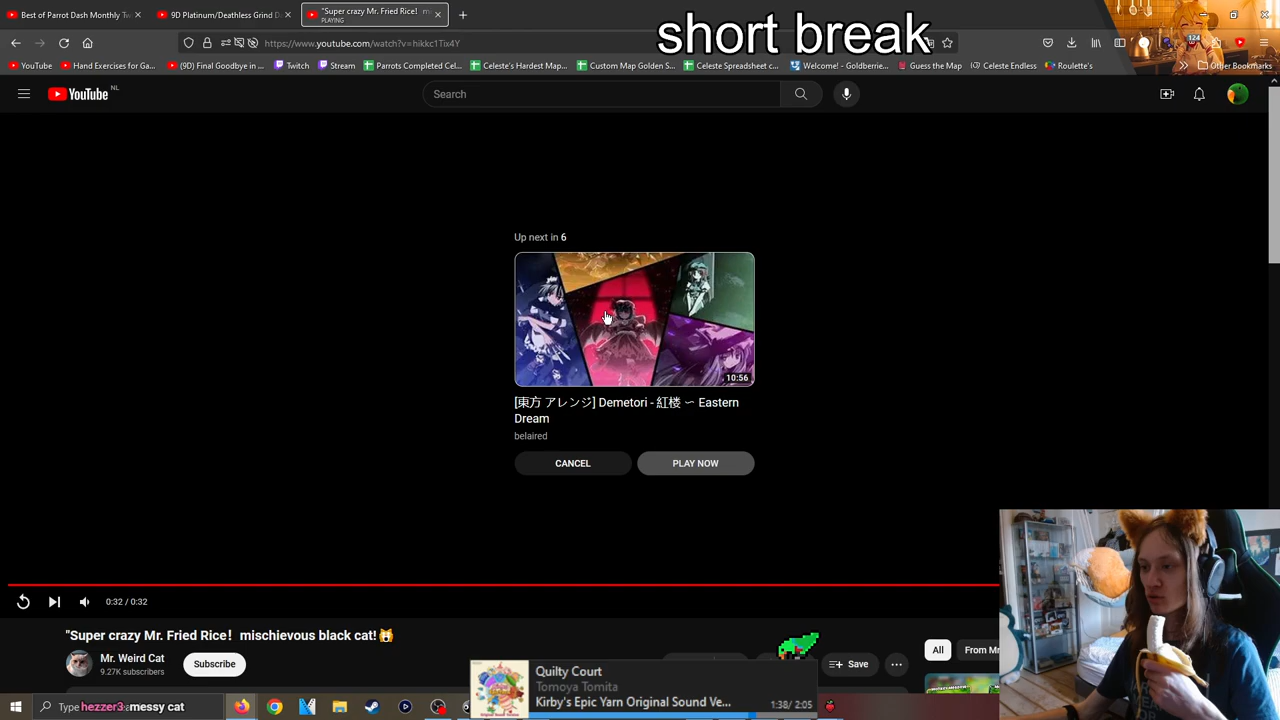 Best of Parrot Dash Monthly Tw
9D Platinum/Deathless Grind D
"Super crazy Mr. Fried Rice! m
PLAYING
short break
https://www.youtube.com/watch?v=hikkc1Tix4Y
124
YouTube
Hand Exercises for Ga...
(9D) Final Goodbye in ...
Twitch
Stream
Parrots Completed Cel...
Celeste's Hardest Map...
Custom Map Golden S...
Celeste Spreadsheet c...
Welcome! - Goldberrie...
Guess the Map
Celeste Endless
Roulette's
Other Bookmarks
YouTube NL
Search
Up next in 6
10:56
[東方 アレンジ] Demetori - 紅楼 ∽ Eastern
Dream
belaired
CANCEL
PLAY NOW
0:32 / 0:32
"Super crazy Mr. Fried Rice！ mischievous black cat!
Mr. Weird Cat
9.27K subscribers
Subscribe
Save
All
From Mr
Quilty Court
Tomoya Tomita
Kirby's Epic Yarn Original Sound Ve...
1:38/ 2:05
Type
hezzer3:messy cat